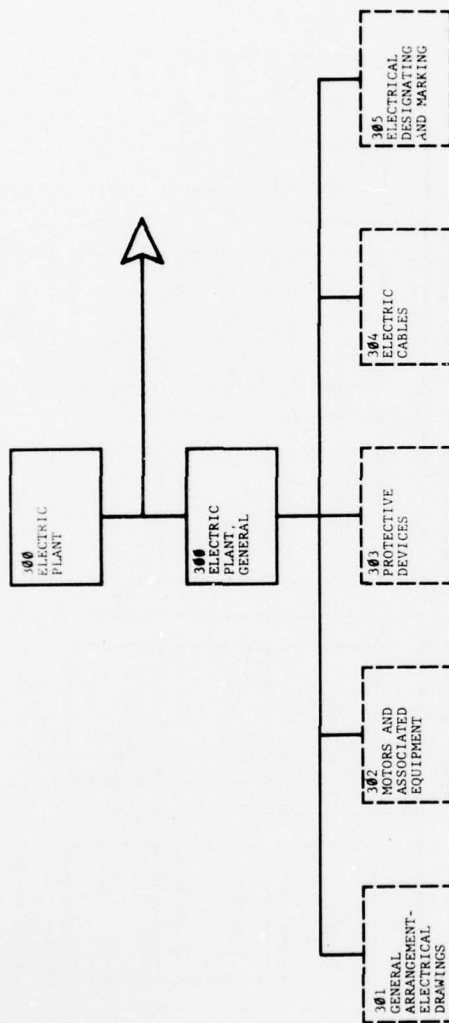 300
ELECTRIC
PLANT
300
ELECTRIC
PLANT,
GENERAL
301
GENERAL
ARRANGEMENT-
ELECTRICAL
DRAWINGS
302
MOTORS AND
ASSOCIATED
EQUIPMENT
303
PROTECTIVE
DEVICES
304
ELECTRIC
CABLES
305
ELECTRICAL
DESIGNATING
AND MARKING